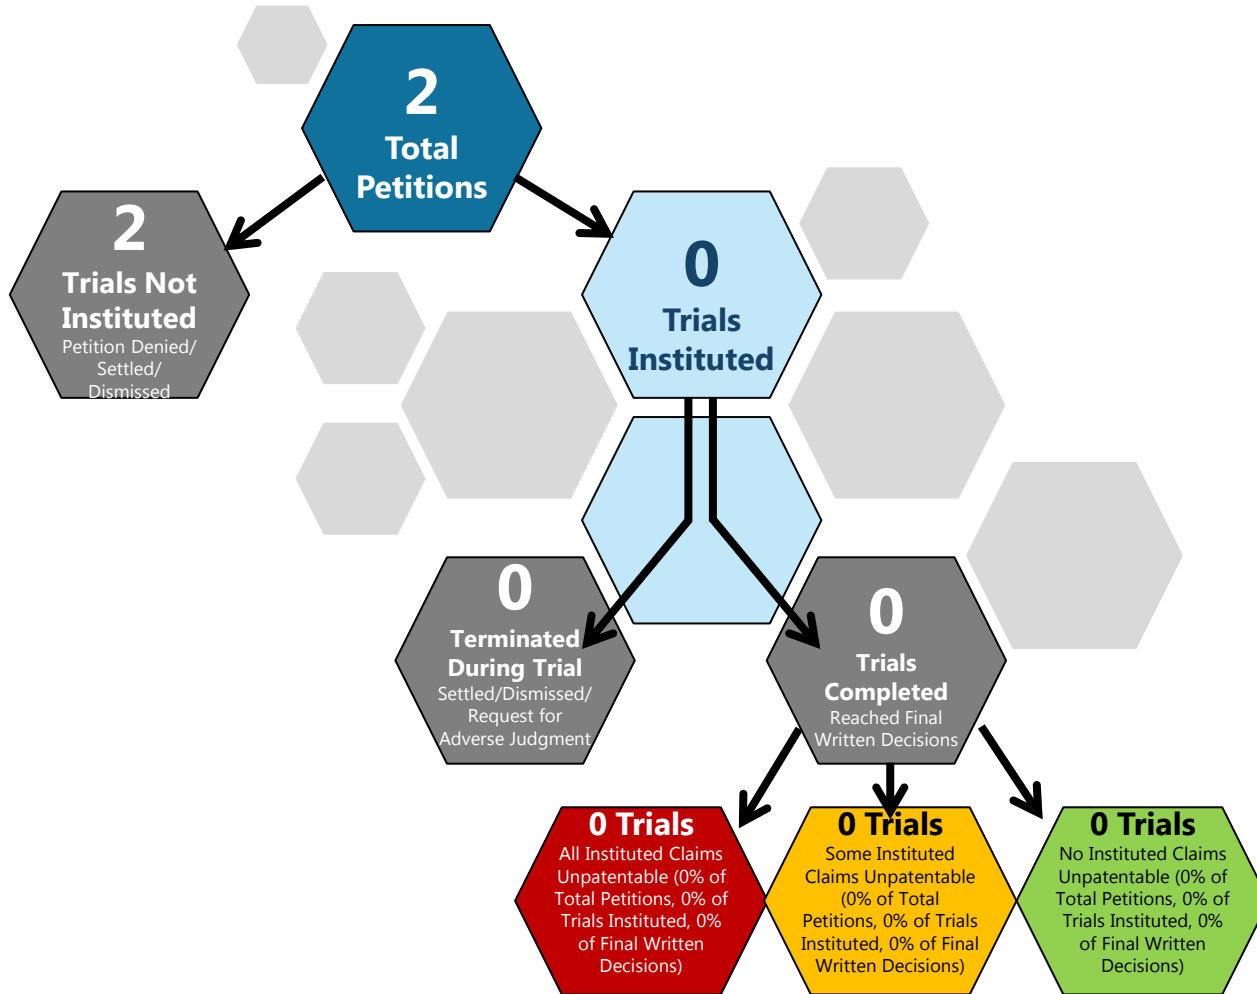 2
Total
Petitions
2
Trials Not
Instituted
Petition Denied/
Settled/
Dismissed
0
Trials
Instituted
0
Terminated
During Trial
Settled/Dismissed/
Request for
Adverse Judgment
0
Trials
Completed
Reached Final
Written Decisions
0 Trials
All Instituted Claims
Unpatentable (0% of
Total Petitions, 0% of
Trials Instituted, 0%
of Final Written
Decisions)
0 Trials
Some Instituted
Claims Unpatentable
(0% of Total
Petitions, 0% of Trials
Instituted, 0% of Final
Written Decisions)
0 Trials
No Instituted Claims
Unpatentable (0% of
Total Petitions, 0% of
Trials Instituted, 0%
of Final Written
Decisions)